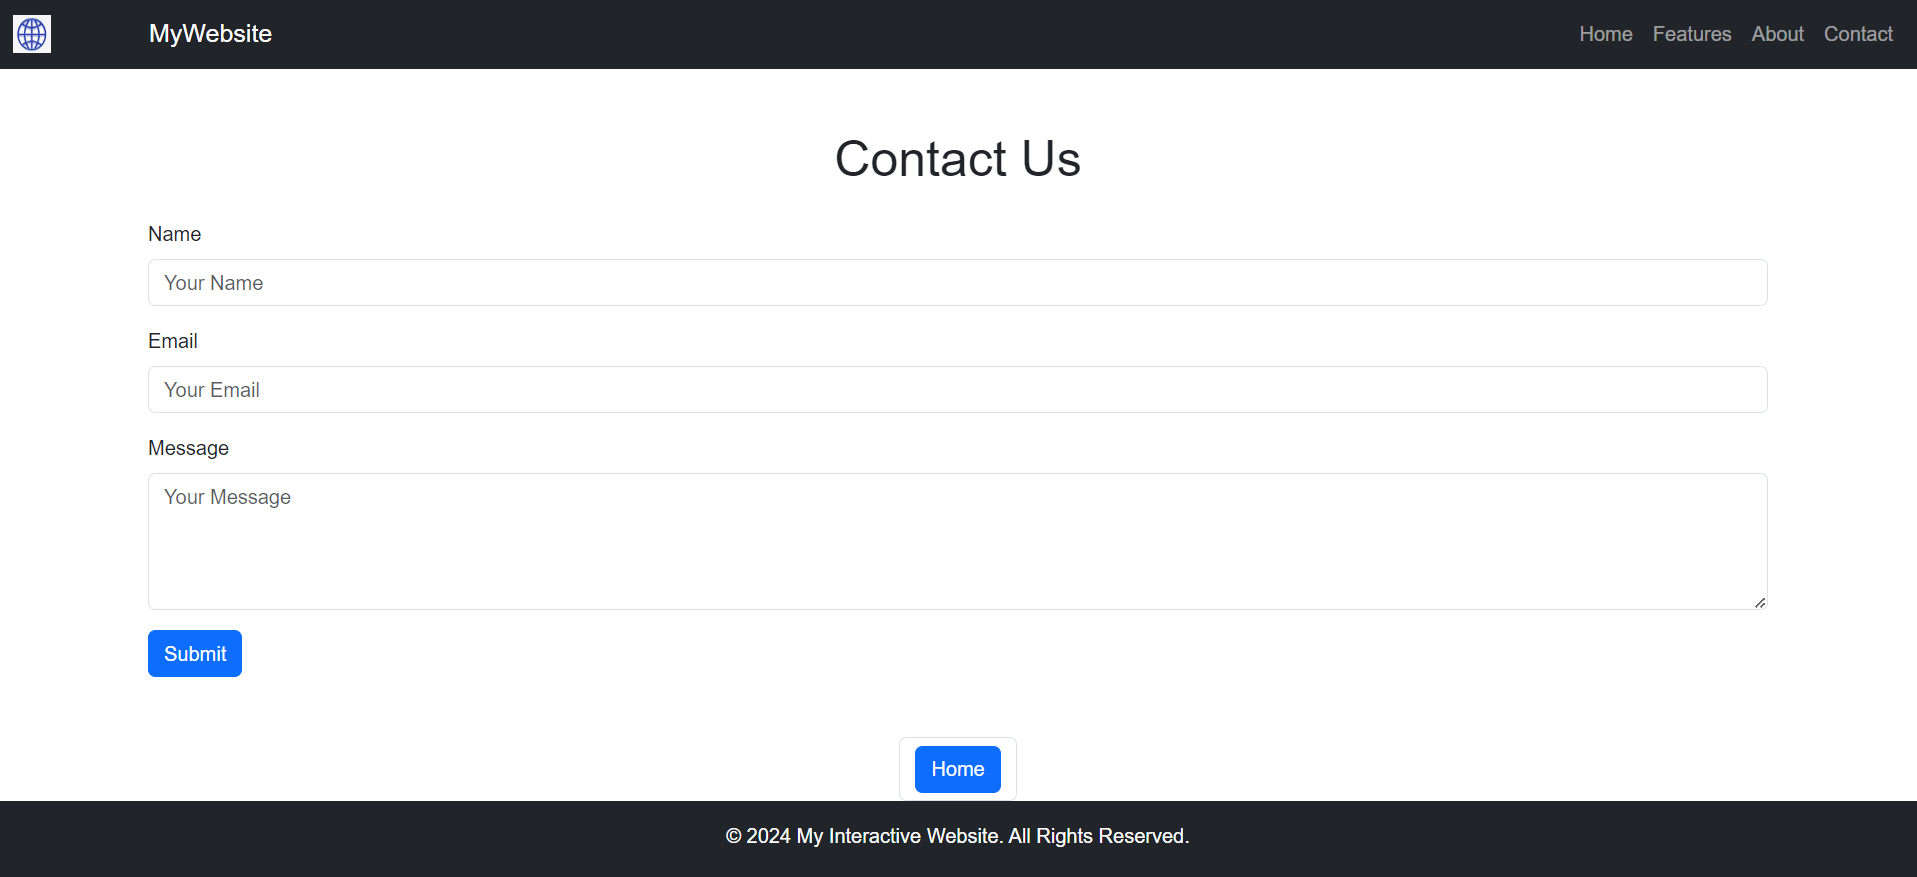 MyWebsite Home Features About Contact
Contact Us
Name
Your Name
Email
Your Email
Message
Your Message
Submit
Home
© 2024 My Interactive Website. All Rights Reserved.